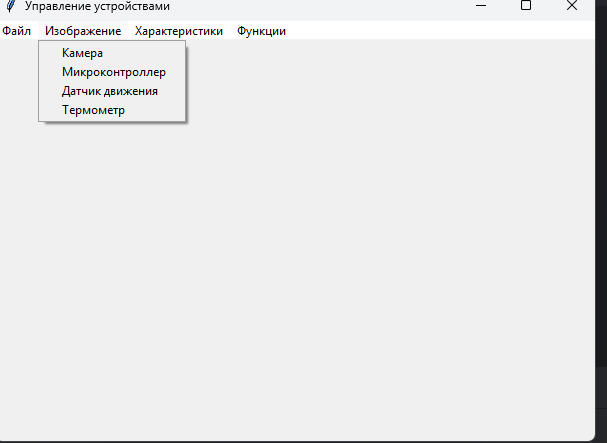 Управление устройствами
Файл Изображение Характеристики Функции
Камера
Микроконтроллер
Датчик движения
Термометр